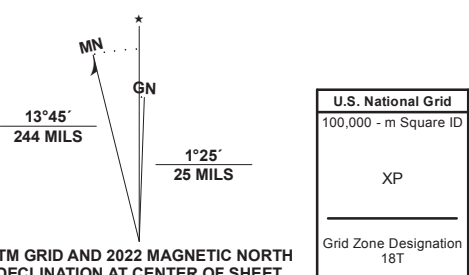 ★
MN
GN
13°45´
244 MILS
1°25´
25 MILS
TM GRID AND 2022 MAGNETIC NORTH
DECLINATION AT CENTER OF SHEET
U.S. National Grid
100,000 - m Square ID
XP
Grid Zone Designation
18T